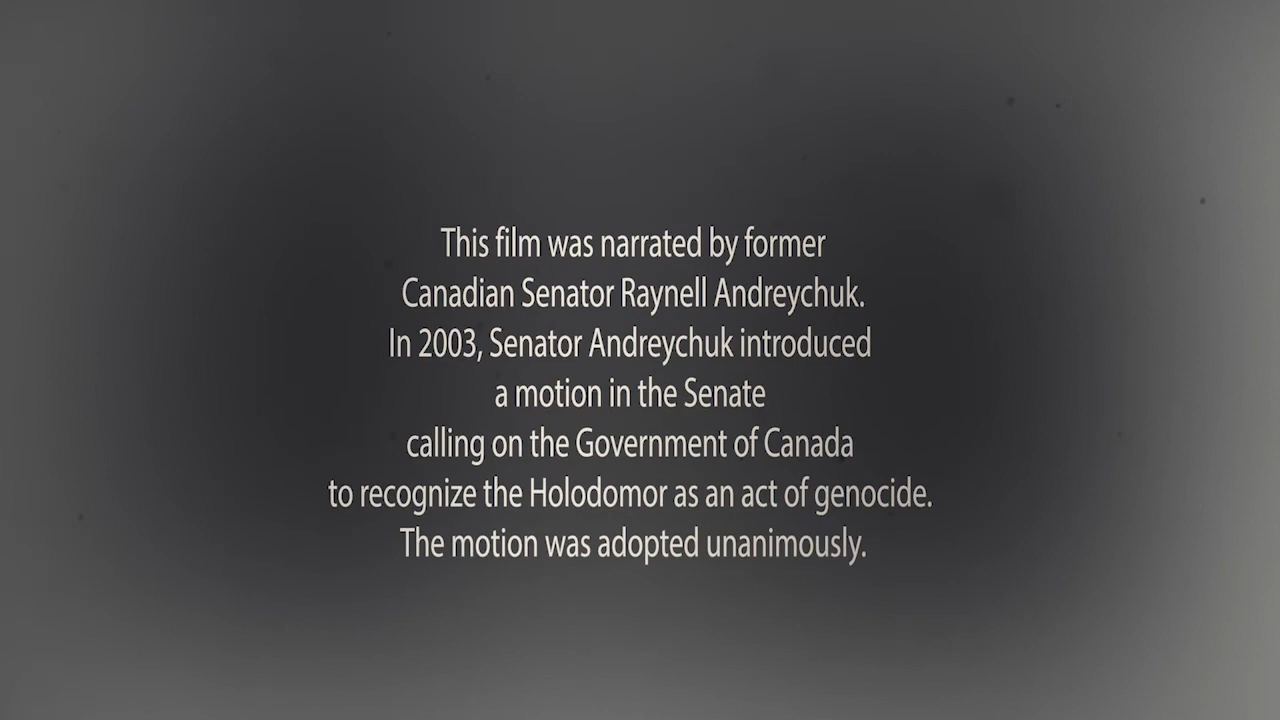 This film was narrated by former
Canadian Senator Raynell Andreychuk.
In 2003, Senator Andreychuk introduced
a motion in the Senate
calling on the Government of Canada
to recognize the Holodomor as an act of genocide.
The motion was adopted unanimously.